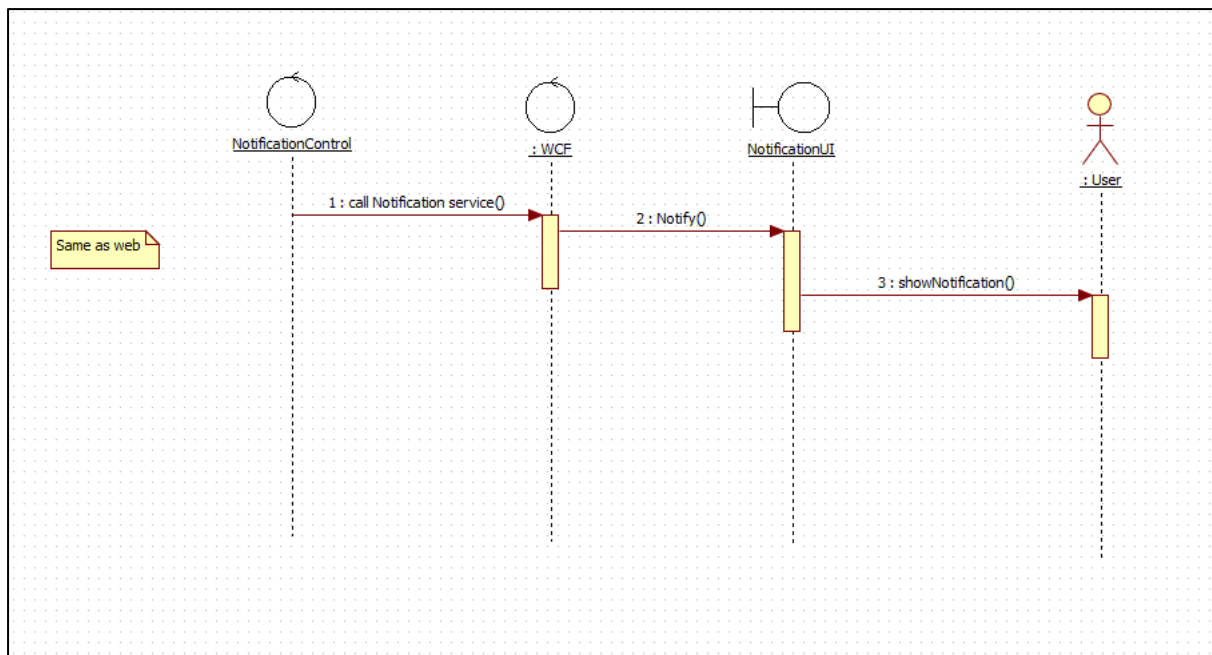 NotificationControl
: WCF
NotificationUI
: User
1 : call Notification service()
2 : Notify()
Same as web
3 : showNotification()